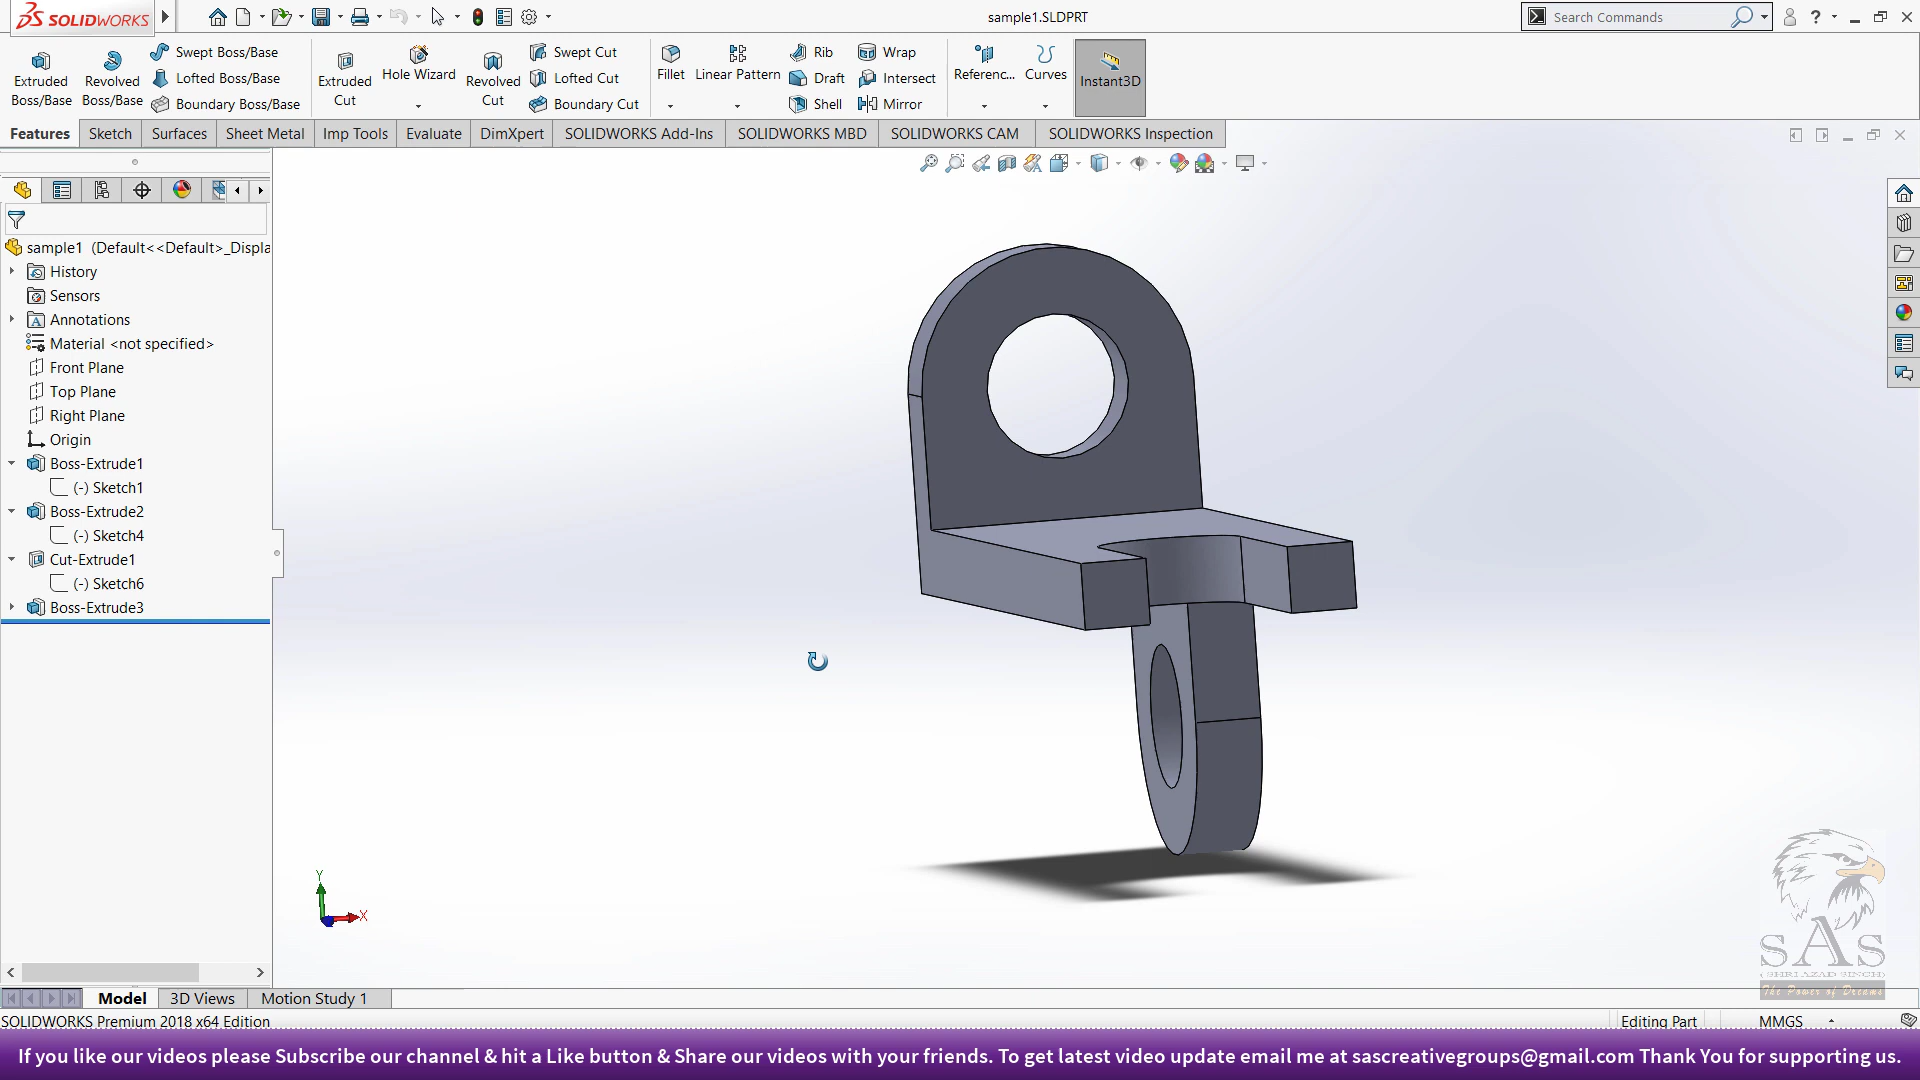 SOLIDWORKS
sample1.SLDPRT
Search Commands
?
Extruded Boss/Base
Revolved Boss/Base
Swept Boss/Base
Lofted Boss/Base
Boundary Boss/Base
Extruded Cut
Hole Wizard
Revolved Cut
Swept Cut
Lofted Cut
Boundary Cut
Fillet
Linear Pattern
Rib
Draft
Shell
Wrap
Intersect
Mirror
Referenc...
Curves
Instant3D
Features Sketch Surfaces Sheet Metal Imp Tools Evaluate DimXpert SOLIDWORKS Add-Ins SOLIDWORKS MBD SOLIDWORKS CAM SOLIDWORKS Inspection
sample1 (Default<<Default>_Displa
History
Sensors
Annotations
Material <not specified>
Front Plane
Top Plane
Right Plane
Origin
Boss-Extrude1
(-) Sketch1
Boss-Extrude2
(-) Sketch4
Cut-Extrude1
(-) Sketch6
Boss-Extrude3
Y
X
SAS
(SHRI AZAD SINGH)
The Power of Dreams
Model 3D Views Motion Study 1
SOLIDWORKS Premium 2018 x64 Edition
Editing Part
MMGS
If you like our videos please Subscribe our channel & hit a Like button & Share our videos with your friends. To get latest video update email me at sascreativegroups@gmail.com Thank You for supporting us.